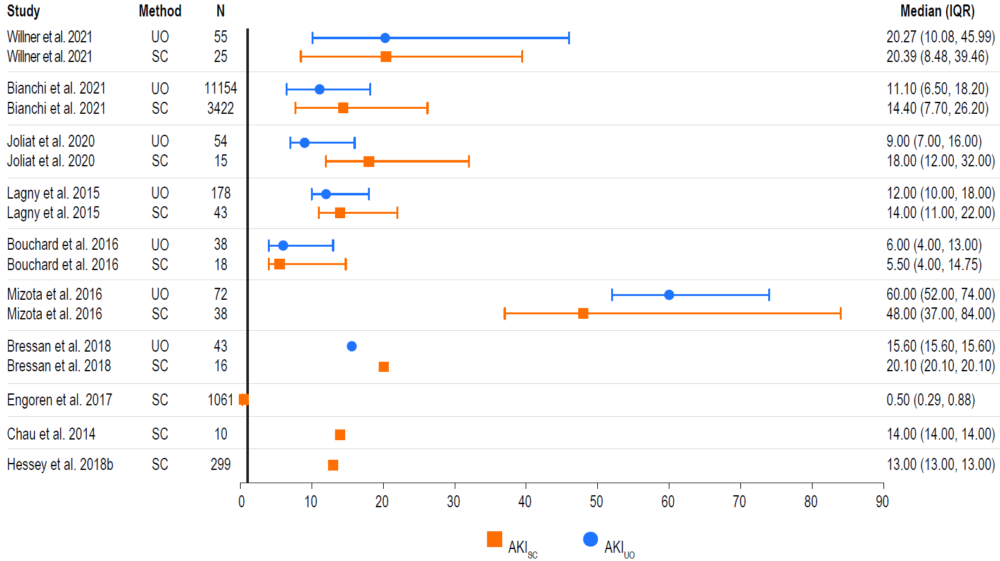 Study Method N Median (IQR)
Willner et al. 2021 UO 55 20.27 (10.08, 45.99)
Willner et al. 2021 SC 25 20.39 (8.48, 39.46)
Bianchi et al. 2021 UO 11154 11.10 (6.50, 18.20)
Bianchi et al. 2021 SC 3422 14.40 (7.70, 26.20)
Joliat et al. 2020 UO 54 9.00 (7.00, 16.00)
Joliat et al. 2020 SC 15 18.00 (12.00, 32.00)
Lagny et al. 2015 UO 178 12.00 (10.00, 18.00)
Lagny et al. 2015 SC 43 14.00 (11.00, 22.00)
Bouchard et al. 2016 UO 38 6.00 (4.00, 13.00)
Bouchard et al. 2016 SC 18 5.50 (4.00, 14.75)
Mizota et al. 2016 UO 72 60.00 (52.00, 74.00)
Mizota et al. 2016 SC 38 48.00 (37.00, 84.00)
Bressan et al. 2018 UO 43 15.60 (15.60, 15.60)
Bressan et al. 2018 SC 16 20.10 (20.10, 20.10)
Engoren et al. 2017 SC 1061 0.50 (0.29, 0.88)
Chau et al. 2014 SC 10 14.00 (14.00, 14.00)
Hessey et al. 2018b SC 299 13.00 (13.00, 13.00)
0 10 20 30 40 50 60 70 80 90
AKISC AKIUO